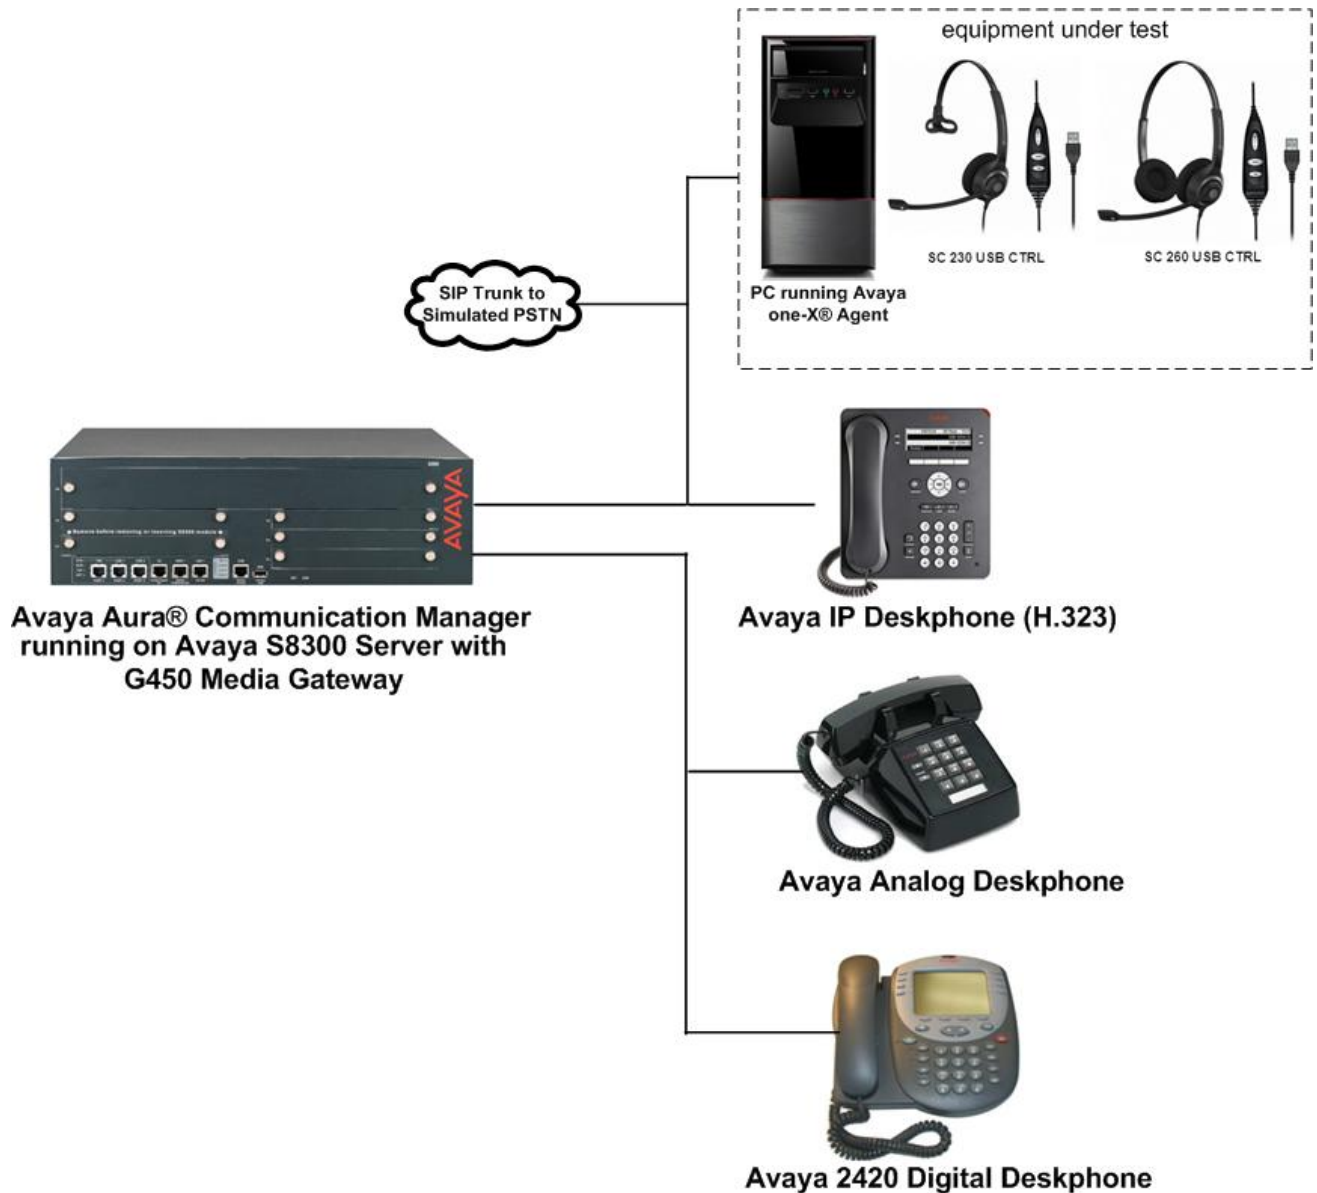 equipment under test
SC 230 USB CTRL
SC 260 USB CTRL
PC running Avaya
one-X® Agent
SIP Trunk to
Simulated PSTN
AVAYA
Avaya Aura® Communication Manager
running on Avaya S8300 Server with
G450 Media Gateway
Avaya IP Deskphone (H.323)
Avaya Analog Deskphone
Avaya 2420 Digital Deskphone